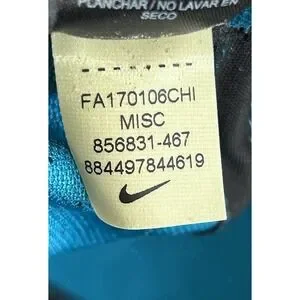 PLANCHAR / NO LAVAR EN
SECO
FA170106CHI
MISC
856831-467
884497844619